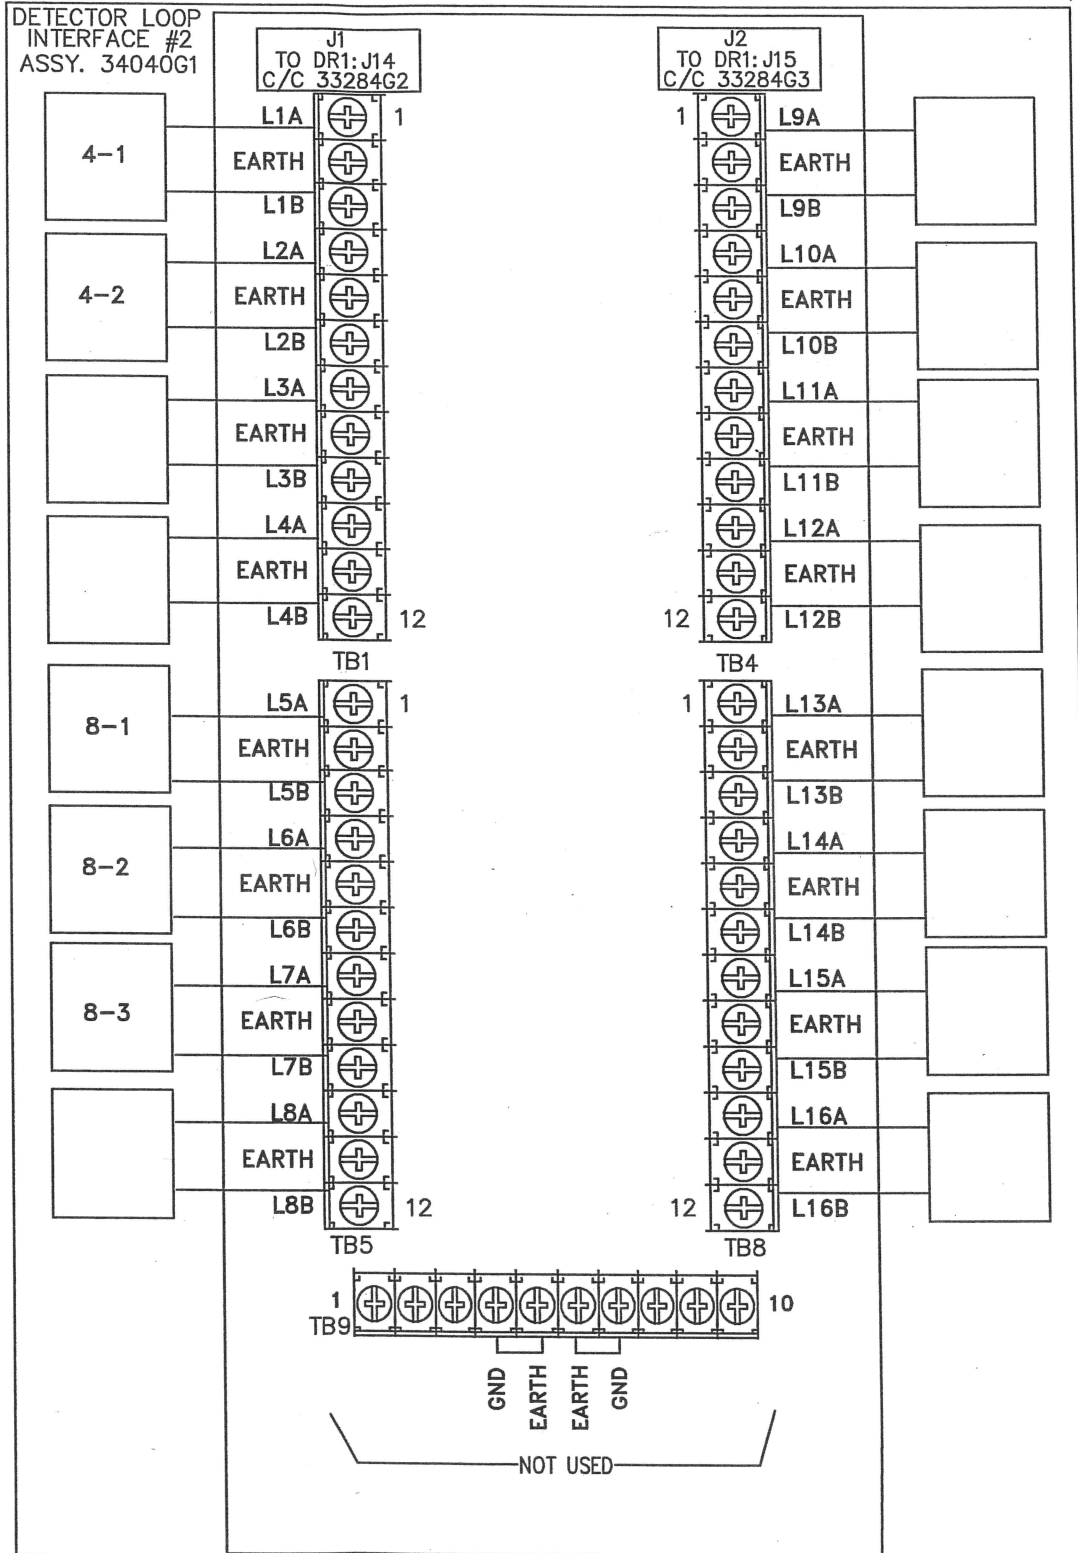 DETECTOR LOOP
INTERFACE #2
ASSY. 34040G1
J1
TO DR1:J14
C/C 33284G2
J2
TO DR1:J15
C/C 33284G3
4-1
L1A
1
EARTH
L1B
4-2
L2A
EARTH
L2B
L3A
EARTH
L3B
L4A
EARTH
L4B
12
TB1
1
L9A
EARTH
L9B
L10A
EARTH
L10B
L11A
EARTH
L11B
L12A
EARTH
12
L12B
TB4
8-1
L5A
1
EARTH
L5B
8-2
L6A
EARTH
L6B
8-3
L7A
EARTH
L7B
L8A
EARTH
L8B
12
TB5
1
L13A
EARTH
L13B
L14A
EARTH
L14B
L15A
EARTH
L15B
L16A
EARTH
12
L16B
TB8
1
TB9
10
GND
EARTH
EARTH
GND
NOT USED